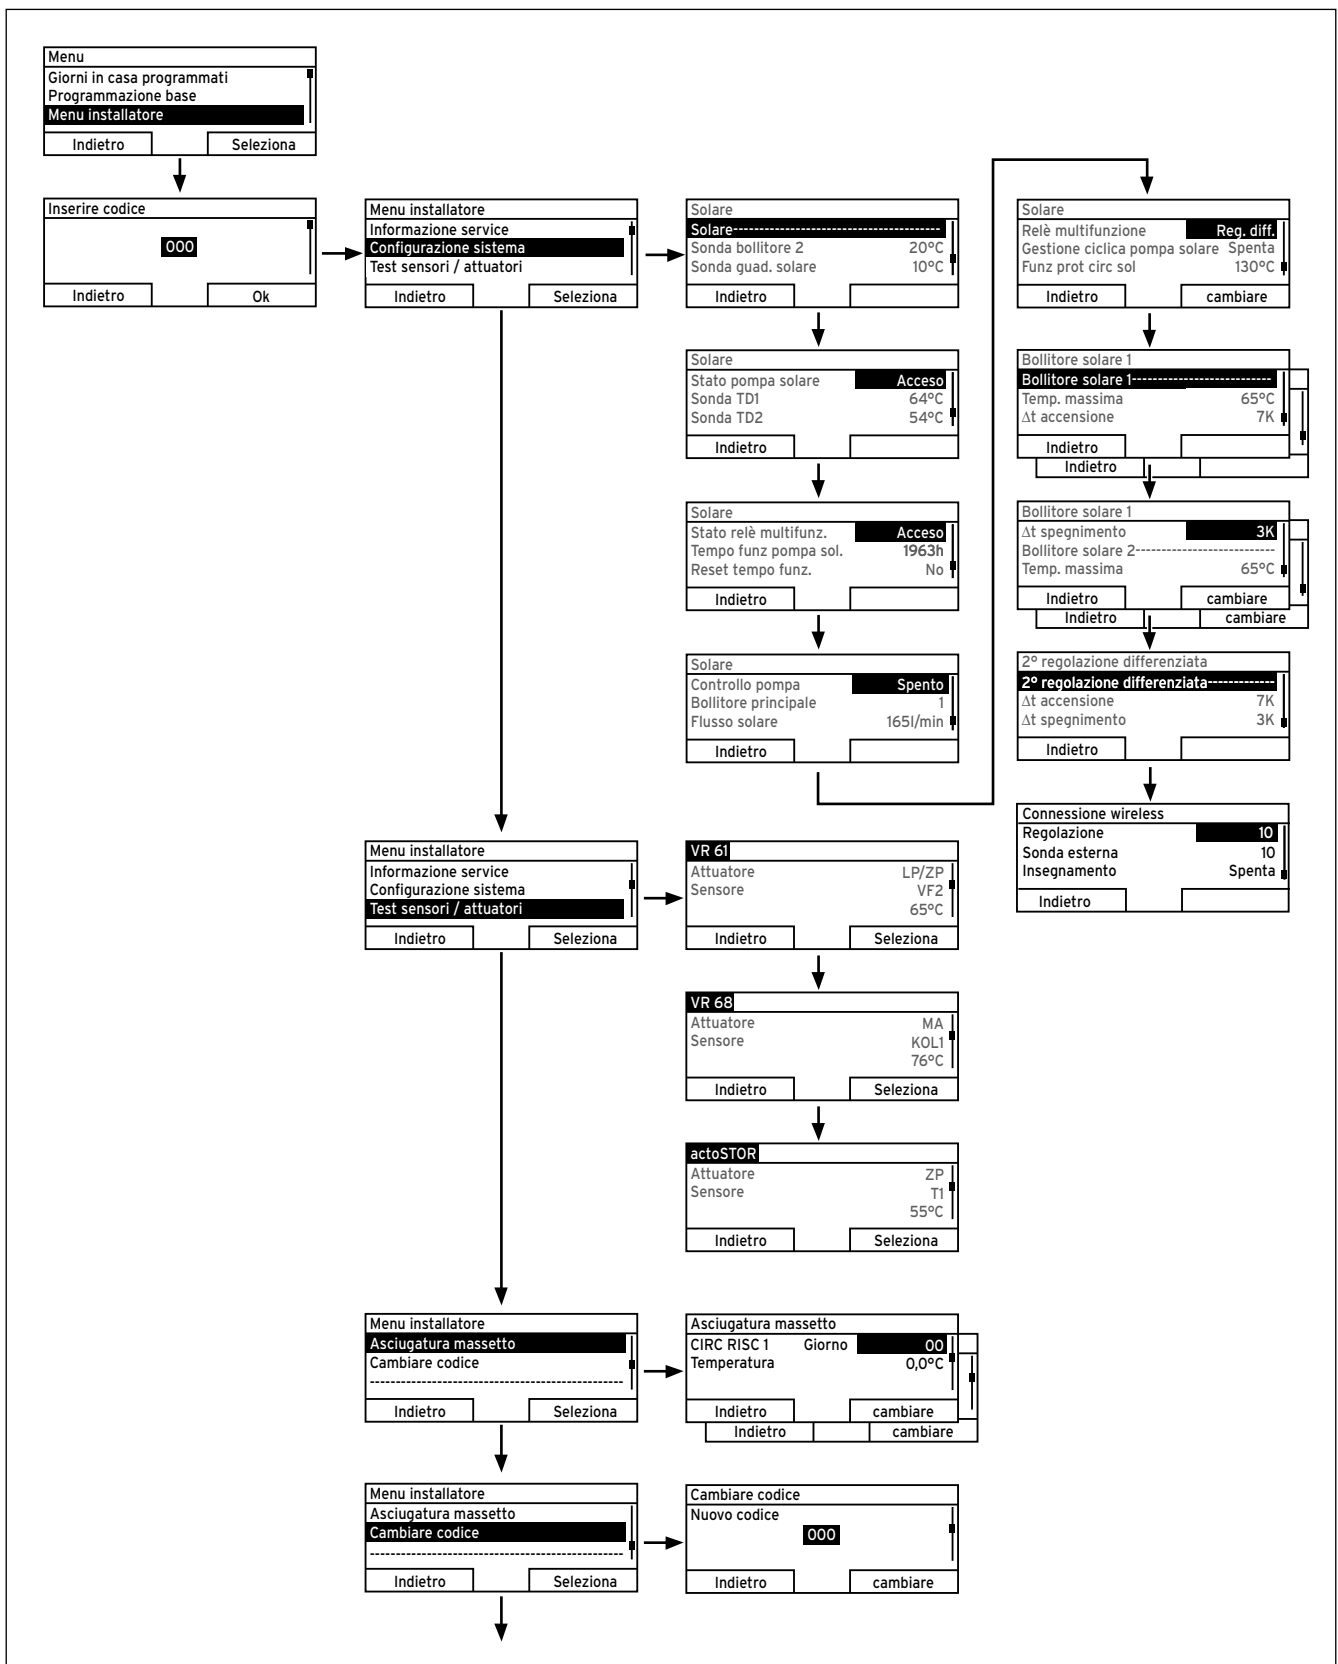 Menu
Giorni in casa programmati
Programmazione base
Menu installatore
Indietro Seleziona
Inserire codice
000
Indietro Ok
Menu installatore
Informazione service
Configurazione sistema
Test sensori / attuatori
Indietro Seleziona
Solare
Solare----------------------------------------
Sonda bollitore 2 20°C
Sonda guad. solare 10°C
Indietro
Solare
Stato pompa solare Acceso
Sonda TD1 64°C
Sonda TD2 54°C
Indietro
Solare
Stato relè multifunz. Acceso
Tempo funz pompa sol. 1963h
Reset tempo funz. No
Indietro
Solare
Controllo pompa Spento
Bollitore principale 1
Flusso solare 165l/min
Indietro
Solare
Relè multifunzione Reg. diff.
Gestione ciclica pompa solare Spenta
Funz prot circ sol 130°C
Indietro cambiare
Bollitore solare 1
Bollitore solare 1---------------------------
Temp. massima 65°C
Δt accensione 7K
Indietro
Indietro
Bollitore solare 1
Δt spegnimento 3K
Bollitore solare 2---------------------------
Temp. massima 65°C
Indietro cambiare
Indietro cambiare
2° regolazione differenziata
2° regolazione differenziata-------------
Δt accensione 7K
Δt spegnimento 3K
Indietro
Connessione wireless
Regolazione 10
Sonda esterna 10
Insegnamento Spenta
Indietro
Menu installatore
Informazione service
Configurazione sistema
Test sensori / attuatori
Indietro Seleziona
VR 61
Attuatore LP/ZP
Sensore VF2
65°C
Indietro Seleziona
VR 68
Attuatore MA
Sensore KOL1
76°C
Indietro Seleziona
actoSTOR
Attuatore ZP
Sensore T1
55°C
Indietro Seleziona
Menu installatore
Asciugatura massetto
Cambiare codice
-------------------------------------------------
Indietro Seleziona
Asciugatura massetto
CIRC RISC 1 Giorno 00
Temperatura 0,0°C
Indietro cambiare
Indietro cambiare
Menu installatore
Asciugatura massetto
Cambiare codice
-------------------------------------------------
Indietro Seleziona
Cambiare codice
Nuovo codice
000
Indietro cambiare